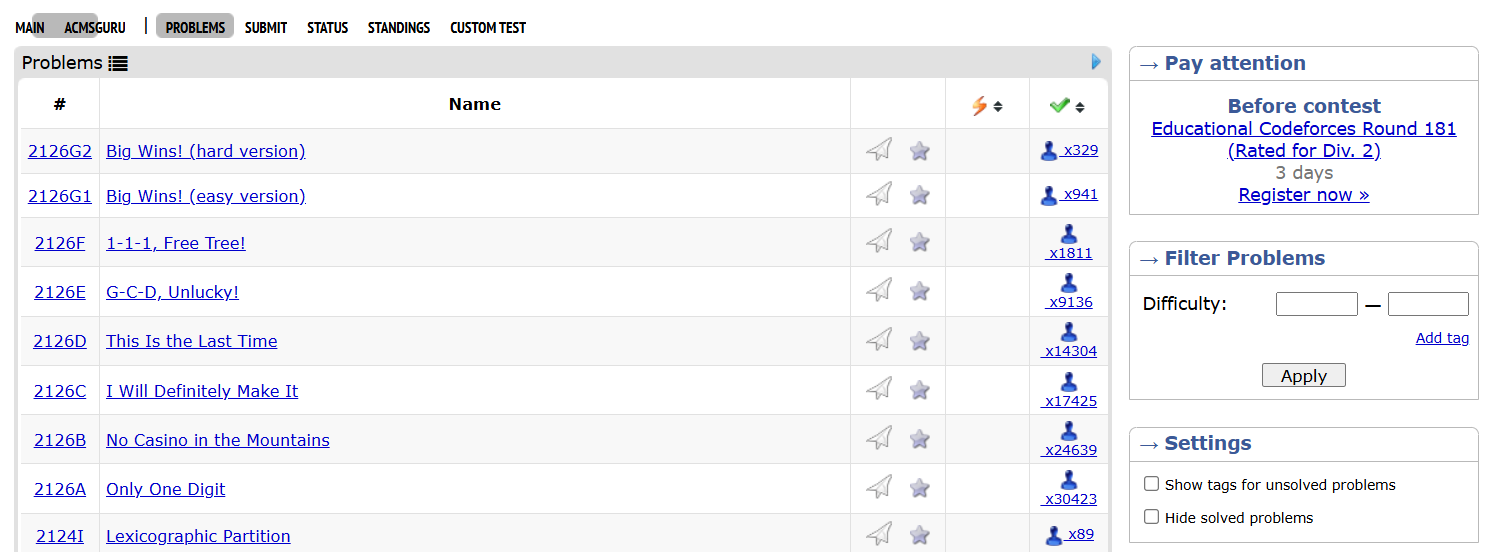 MAIN ACMSGURU | PROBLEMS SUBMIT STATUS STANDINGS CUSTOM TEST
Problems
# Name
2126G2 Big Wins! (hard version) x329
2126G1 Big Wins! (easy version) x941
2126F 1-1-1, Free Tree! x1811
2126E G-C-D, Unlucky! x9136
2126D This Is the Last Time x14304
2126C I Will Definitely Make It x17425
2126B No Casino in the Mountains x24639
2126A Only One Digit x30423
2124I Lexicographic Partition x89
→ Pay attention
Before contest
Educational Codeforces Round 181
(Rated for Div. 2)
3 days
Register now »
→ Filter Problems
Difficulty: —
Add tag
Apply
→ Settings
Show tags for unsolved problems
Hide solved problems